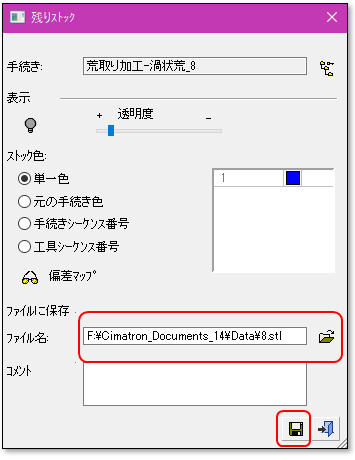 残りストック
手続き: 荒取り加工-渦状荒_8
表示
+ 透明度 -
ストック色:
単一色
1
元の手続き色
手続きシーケンス番号
工具シーケンス番号
偏差マップ
ファイルに保存
ファイル名: F:¥Cimatron_Documents_14¥Data¥8.stl
コメント